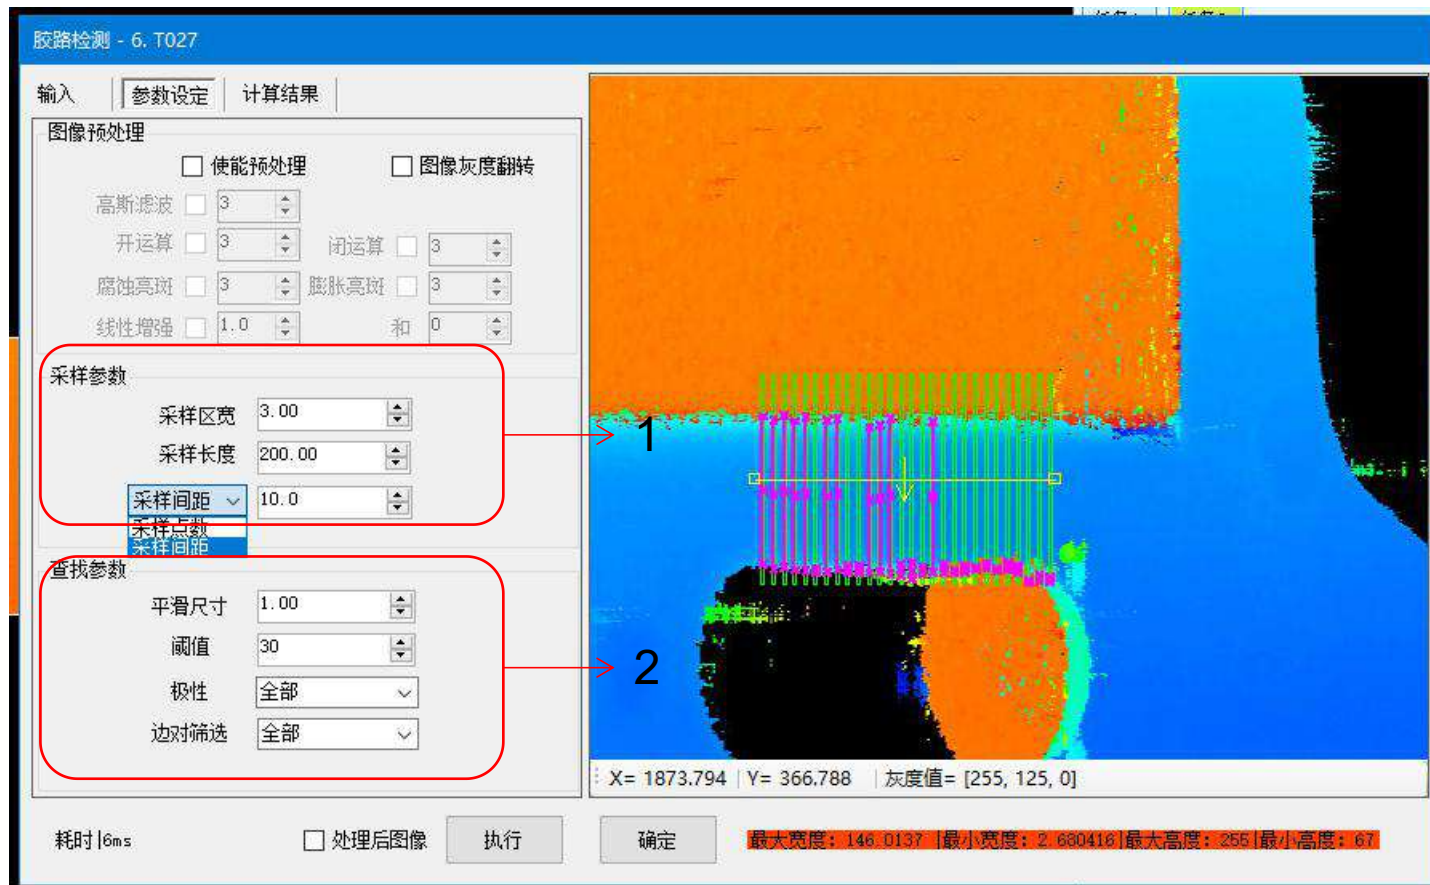 胶路检测 - 6. T027
输入 参数设定 计算结果
图像预处理
使能预处理 图像灰度翻转
高斯滤波 3
开运算 3 闭运算 3
腐蚀亮斑 3 膨胀亮斑 3
线性增强 1.0 和 0
采样参数
采样区宽 3.00
采样长度 200.00
采样间距 10.0
采样点数
采样间距
1
查找参数
平滑尺寸 1.00
阈值 30
极性 全部
边对筛选 全部
2
X= 1873.794 Y= 366.788 灰度值= [255, 125, 0]
耗时|6ms 处理后图像 执行 确定 最大宽度: 146.0137 |最小宽度: 2.680416|最大高度: 255|最小高度: 67